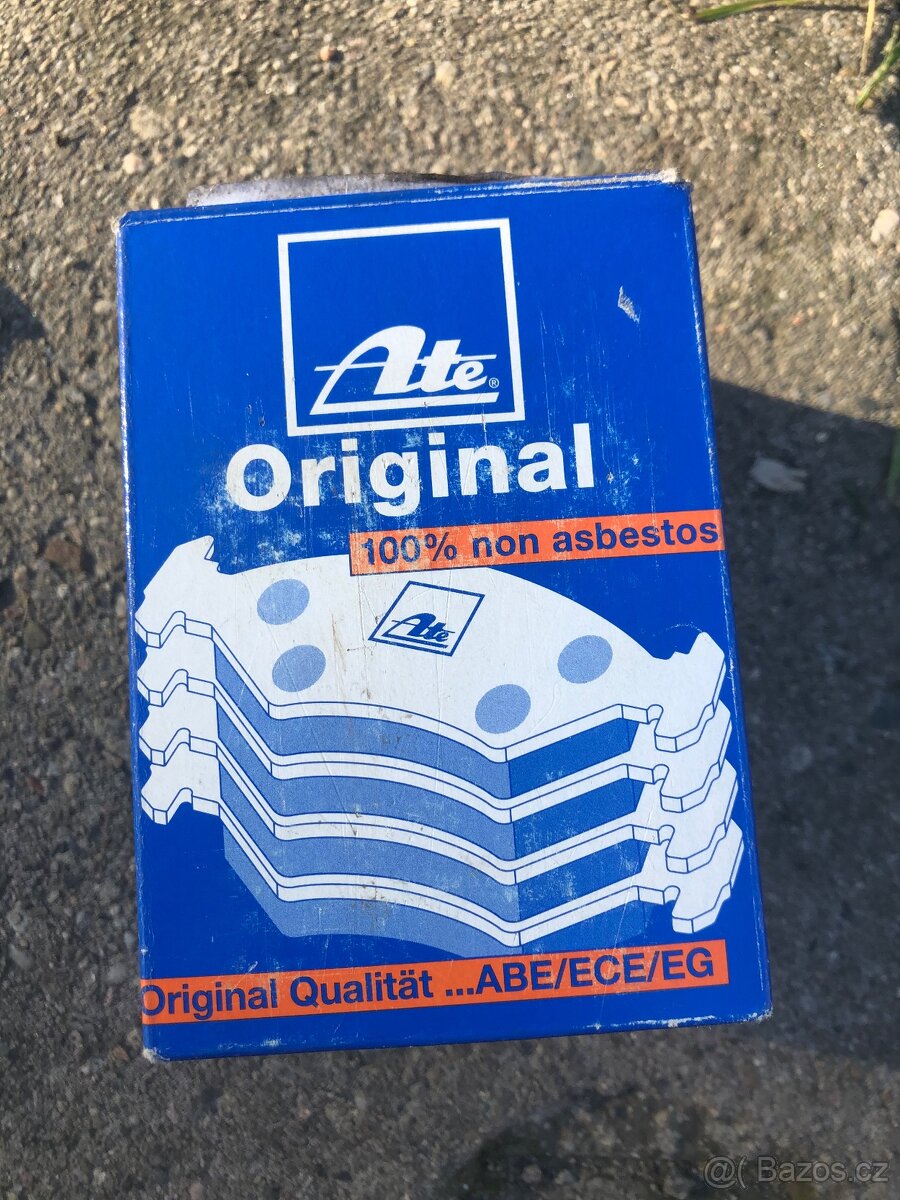 Ate®
Original
100% non asbestos
Ate
Original Qualität ...ABE/ECE/EG
@( Bazos.cz